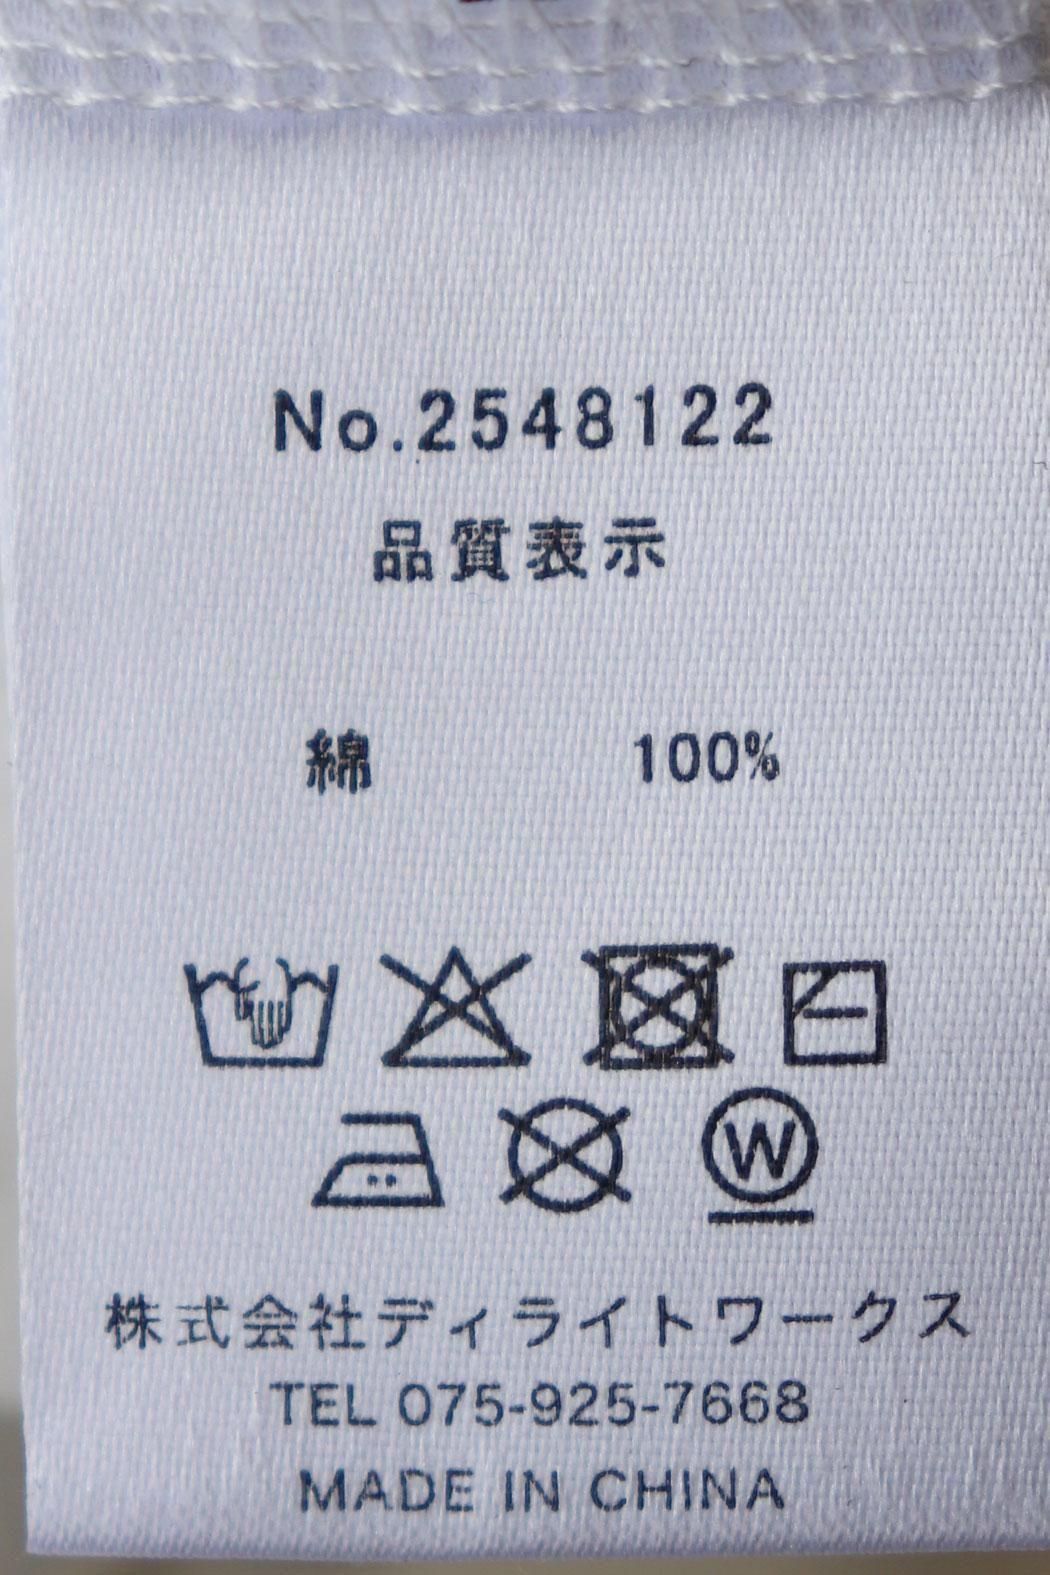 No.2548122
品質表示
綿 100%
W
株式会社ディライトワークス
TEL 075-925-7668
MADE IN CHINA